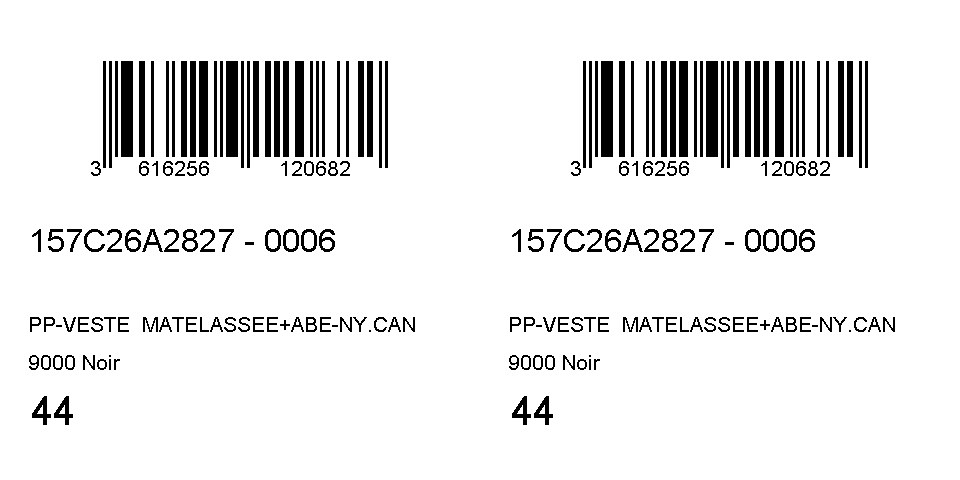 3 616256 120682
157C26A2827 - 0006
PP-VESTE  MATELASSEE+ABE-NY.CAN
9000 Noir
44
3 616256 120682
157C26A2827 - 0006
PP-VESTE  MATELASSEE+ABE-NY.CAN
9000 Noir
44